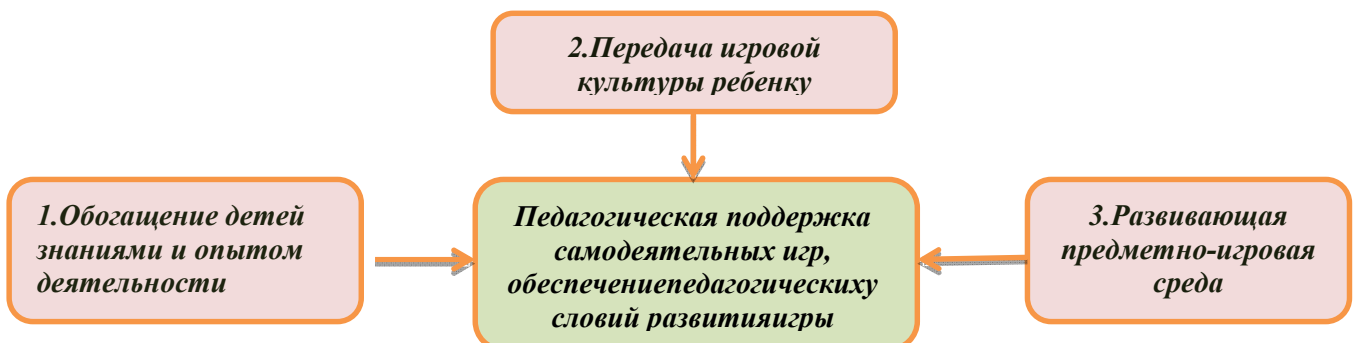 2.Передача игровой
культуры ребенку
1.Обогащение детей
знаниями и опытом
деятельности
Педагогическая поддержка
самодеятельных игр,
обеспечениепедагогическиху
словий развитияигры
3.Развивающая
предметно-игровая
среда